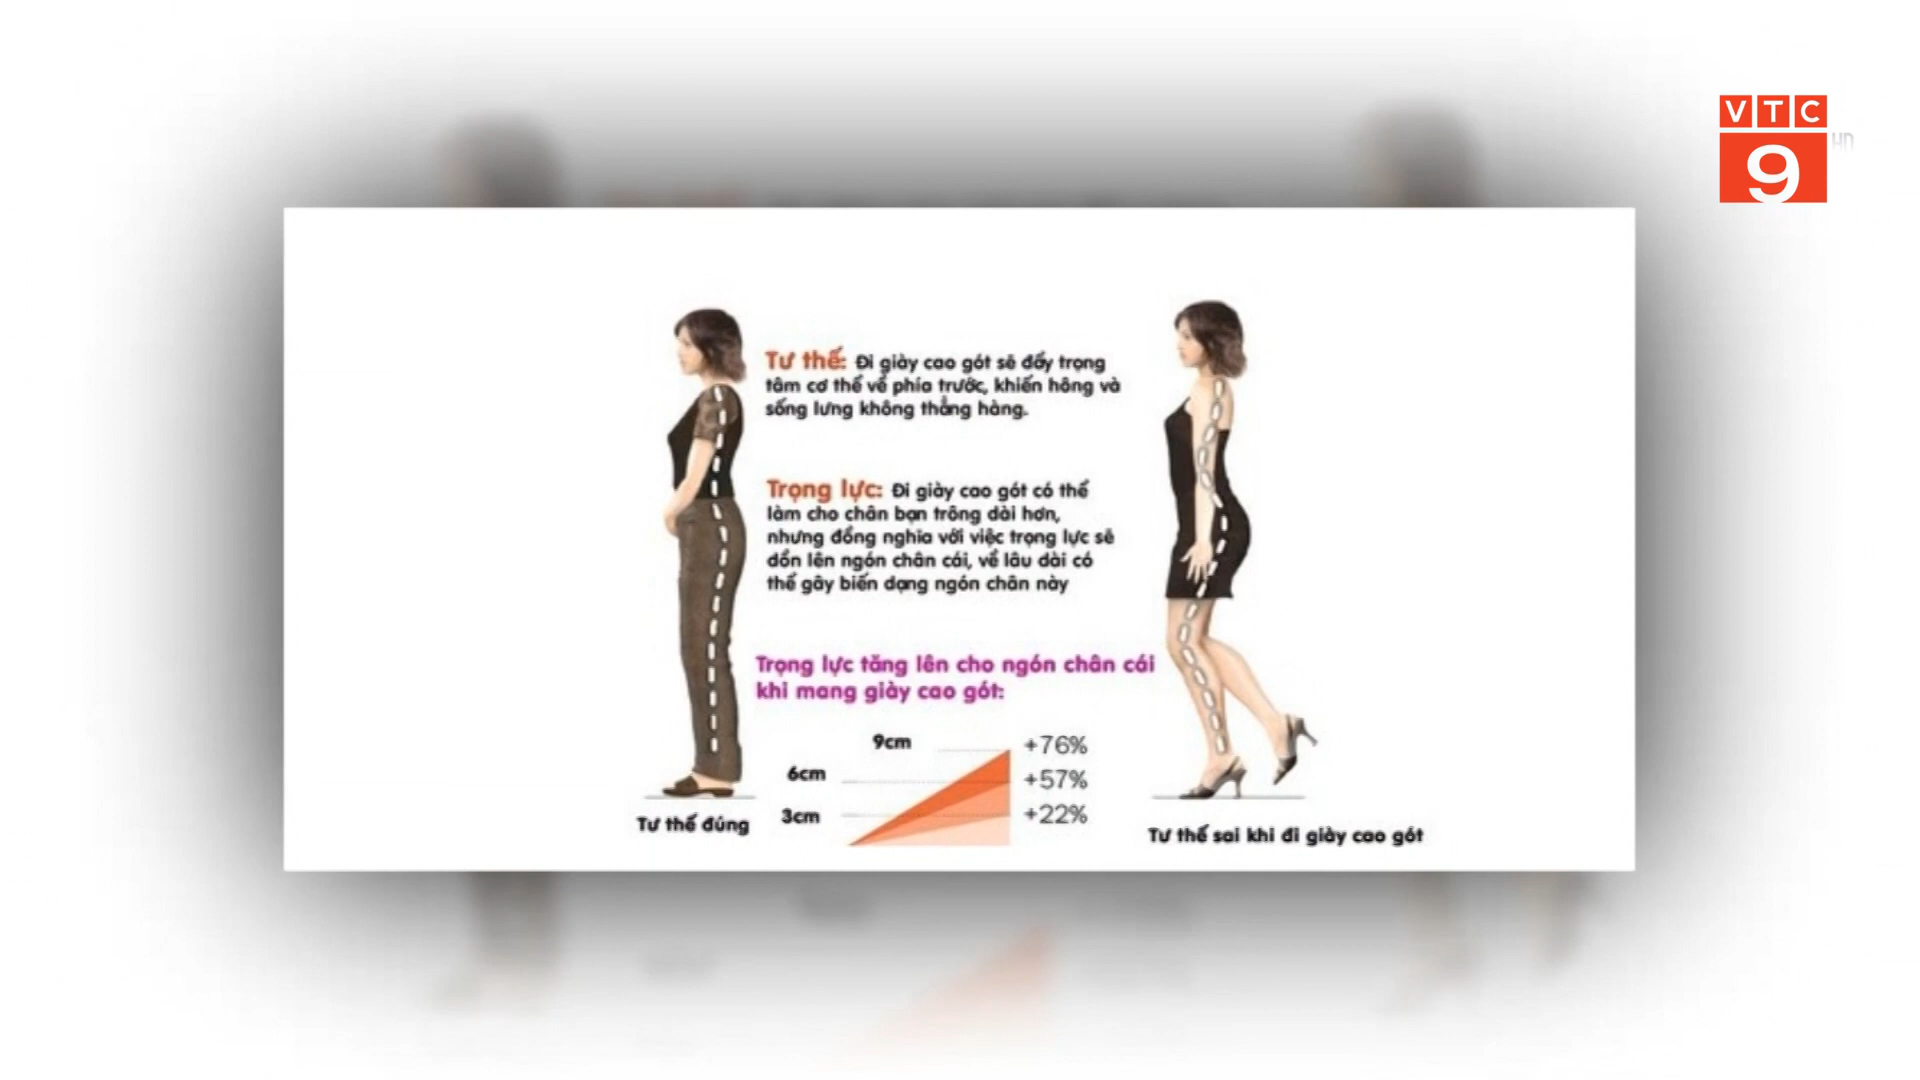 VTC
9
Tư thế: Đi giày cao gót sẽ đẩy trọng
tâm cơ thể về phía trước, khiến hông và
sống lưng không thẳng hàng.
Trọng lực: Đi giày cao gót có thể
làm cho chân bạn trông dài hơn,
nhưng đồng nghĩa với việc trọng lực sẽ
dồn lên ngón chân cái, về lâu dài có
thể gây biến dạng ngón chân này
Trọng lực tăng lên cho ngón chân cái
khi mang giày cao gót:
9cm +76%
6cm +57%
3cm +22%
Tư thế đúng
Tư thế sai khi đi giày cao gót